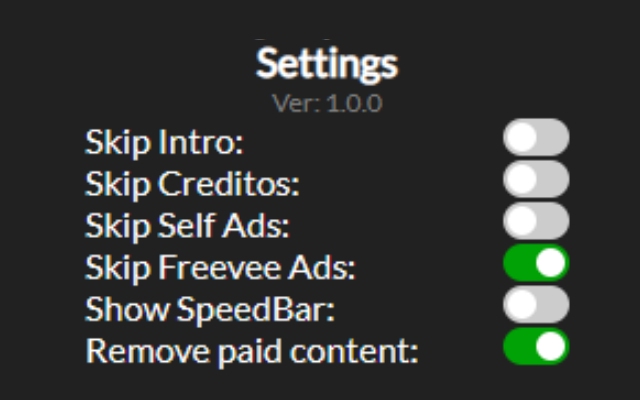 Settings
Ver: 1.0.0
Skip Intro:
Skip Creditos:
Skip Self Ads:
Skip Freevee Ads:
Show SpeedBar:
Remove paid content: